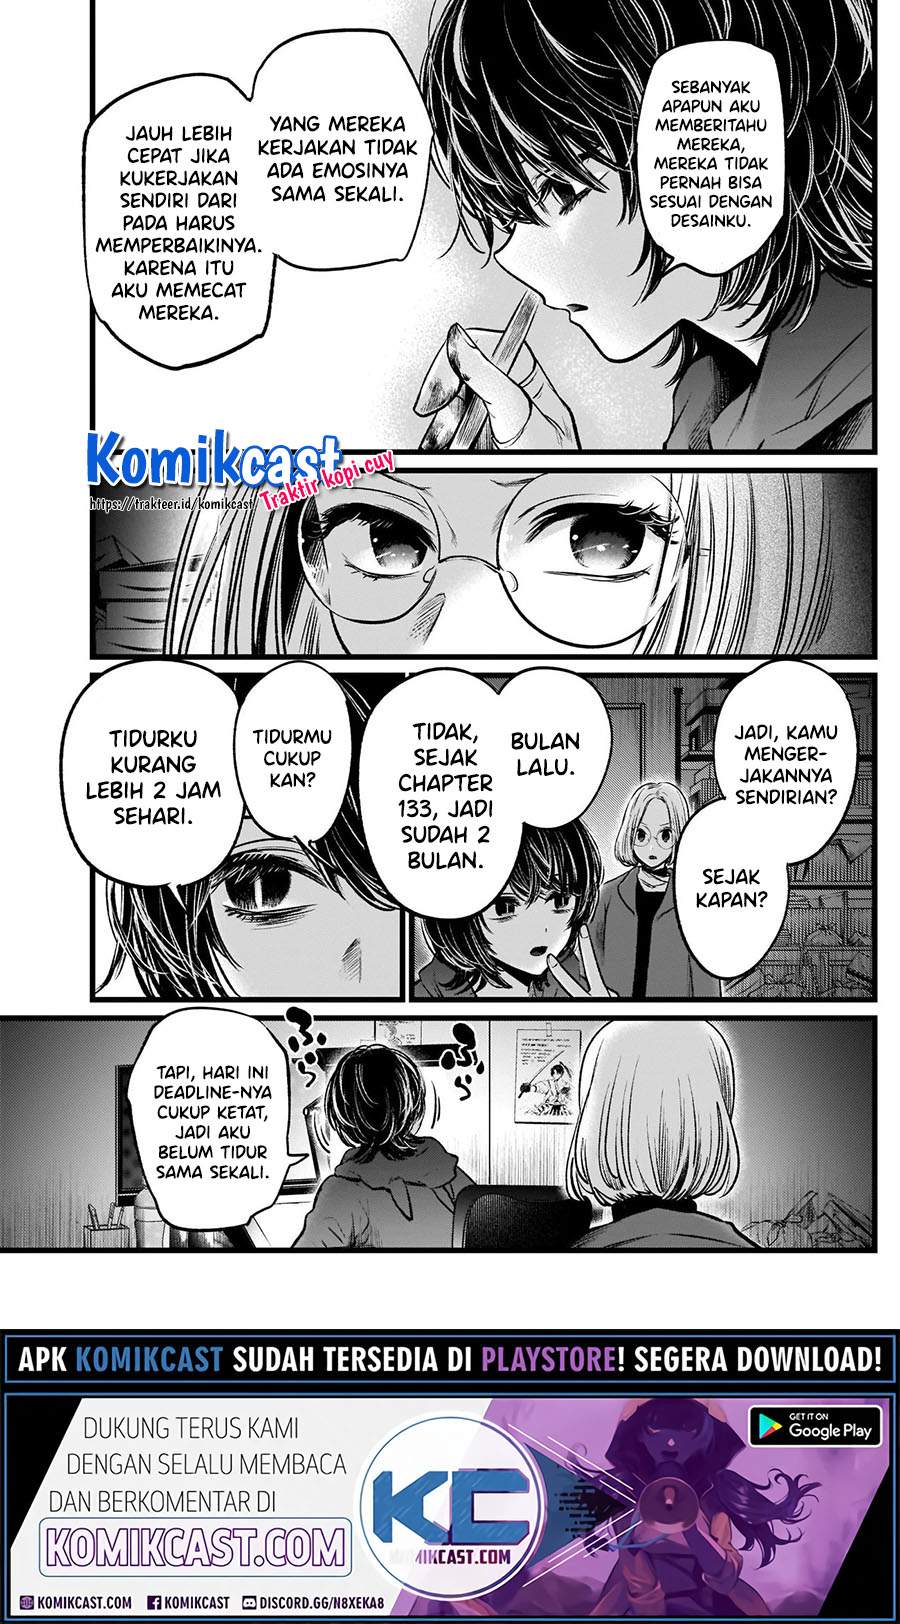 SEBANYAK
APAPUN AKU
MEMBERITAHU
MEREKA,
MEREKA TIDAK
PERNAH BISA
SESUAI DENGAN
DESAINKU.
YANG MEREKA
KERJAKAN TIDAK
ADA EMOSINYA
SAMA SEKALI.
JAUH LEBIH
CEPAT JIKA
KUKERJAKAN
SENDIRI DARI
PADA HARUS
MEMPERBAIKINYA.
KARENA ITU
AKU MEMECAT
MEREKA.
Komikcast
Traktir kopi cuy
https://trakteer.id/komikcast
JADI, KAMU
MENGER-
JAKANNYA
SENDIRIAN?
SEJAK
KAPAN?
BULAN
LALU.
TIDAK,
SEJAK
CHAPTER
133, JADI
SUDAH 2
BULAN.
TIDURMU
CUKUP
KAN?
TIDURKU
KURANG
LEBIH 2 JAM
SEHARI.
TAPI, HARI INI
DEADLINE-NYA
CUKUP KETAT,
JADI AKU
BELUM TIDUR
SAMA SEKALI.
APK KOMIKCAST SUDAH TERSEDIA DI PLAYSTORE! SEGERA DOWNLOAD!
DUKUNG TERUS KAMI
DENGAN SELALU MEMBACA
DAN BERKOMENTAR DI
KOMIKCAST.COM
KOMIKCAST.COM KOMIKCAST DISCORD.GG/N8XEKA8
KC
KOMIKCAST.COM
GET IT ON
Google Play